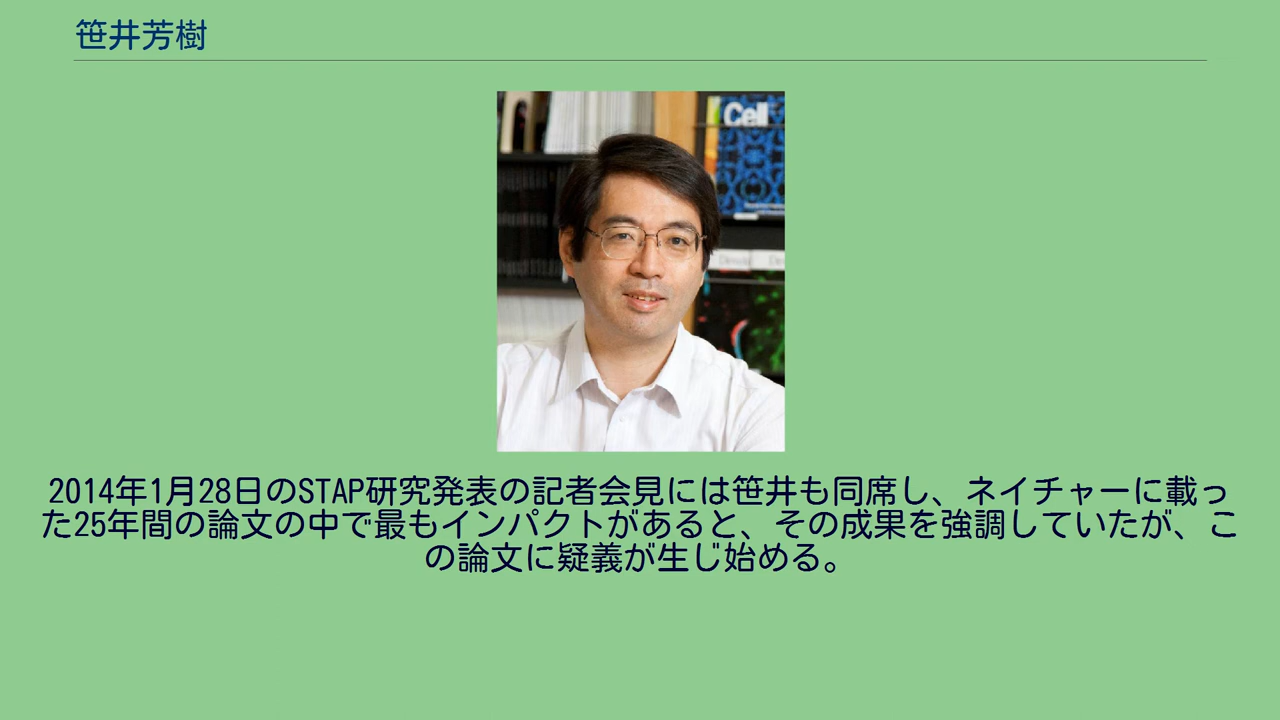 笹井芳樹
Cell
2014年1月28日のSTAP研究発表の記者会見には笹井も同席し、ネイチャーに載っ
た25年間の論文の中で最もインパクトがあると、その成果を強調していたが、こ
の論文に疑義が生じ始める。